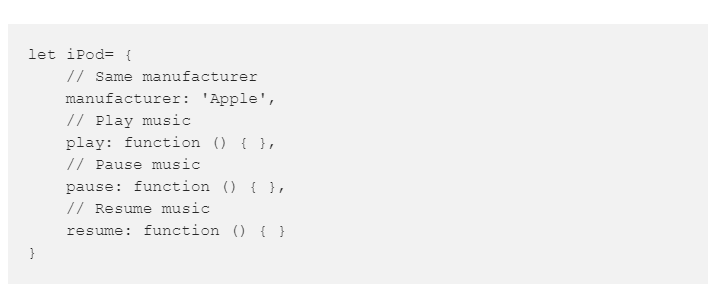 let iPod= {
    // Same manufacturer
    manufacturer: 'Apple',
    // Play music
    play: function () { },
    // Pause music
    pause: function () { },
    // Resume music
    resume: function () { }
}